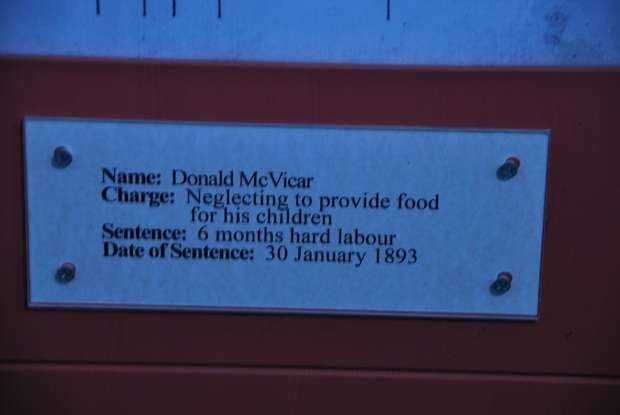 Name: Donald McVicar
Charge: Neglecting to provide food
for his children
Sentence: 6 months hard labour
Date of Sentence: 30 January 1893